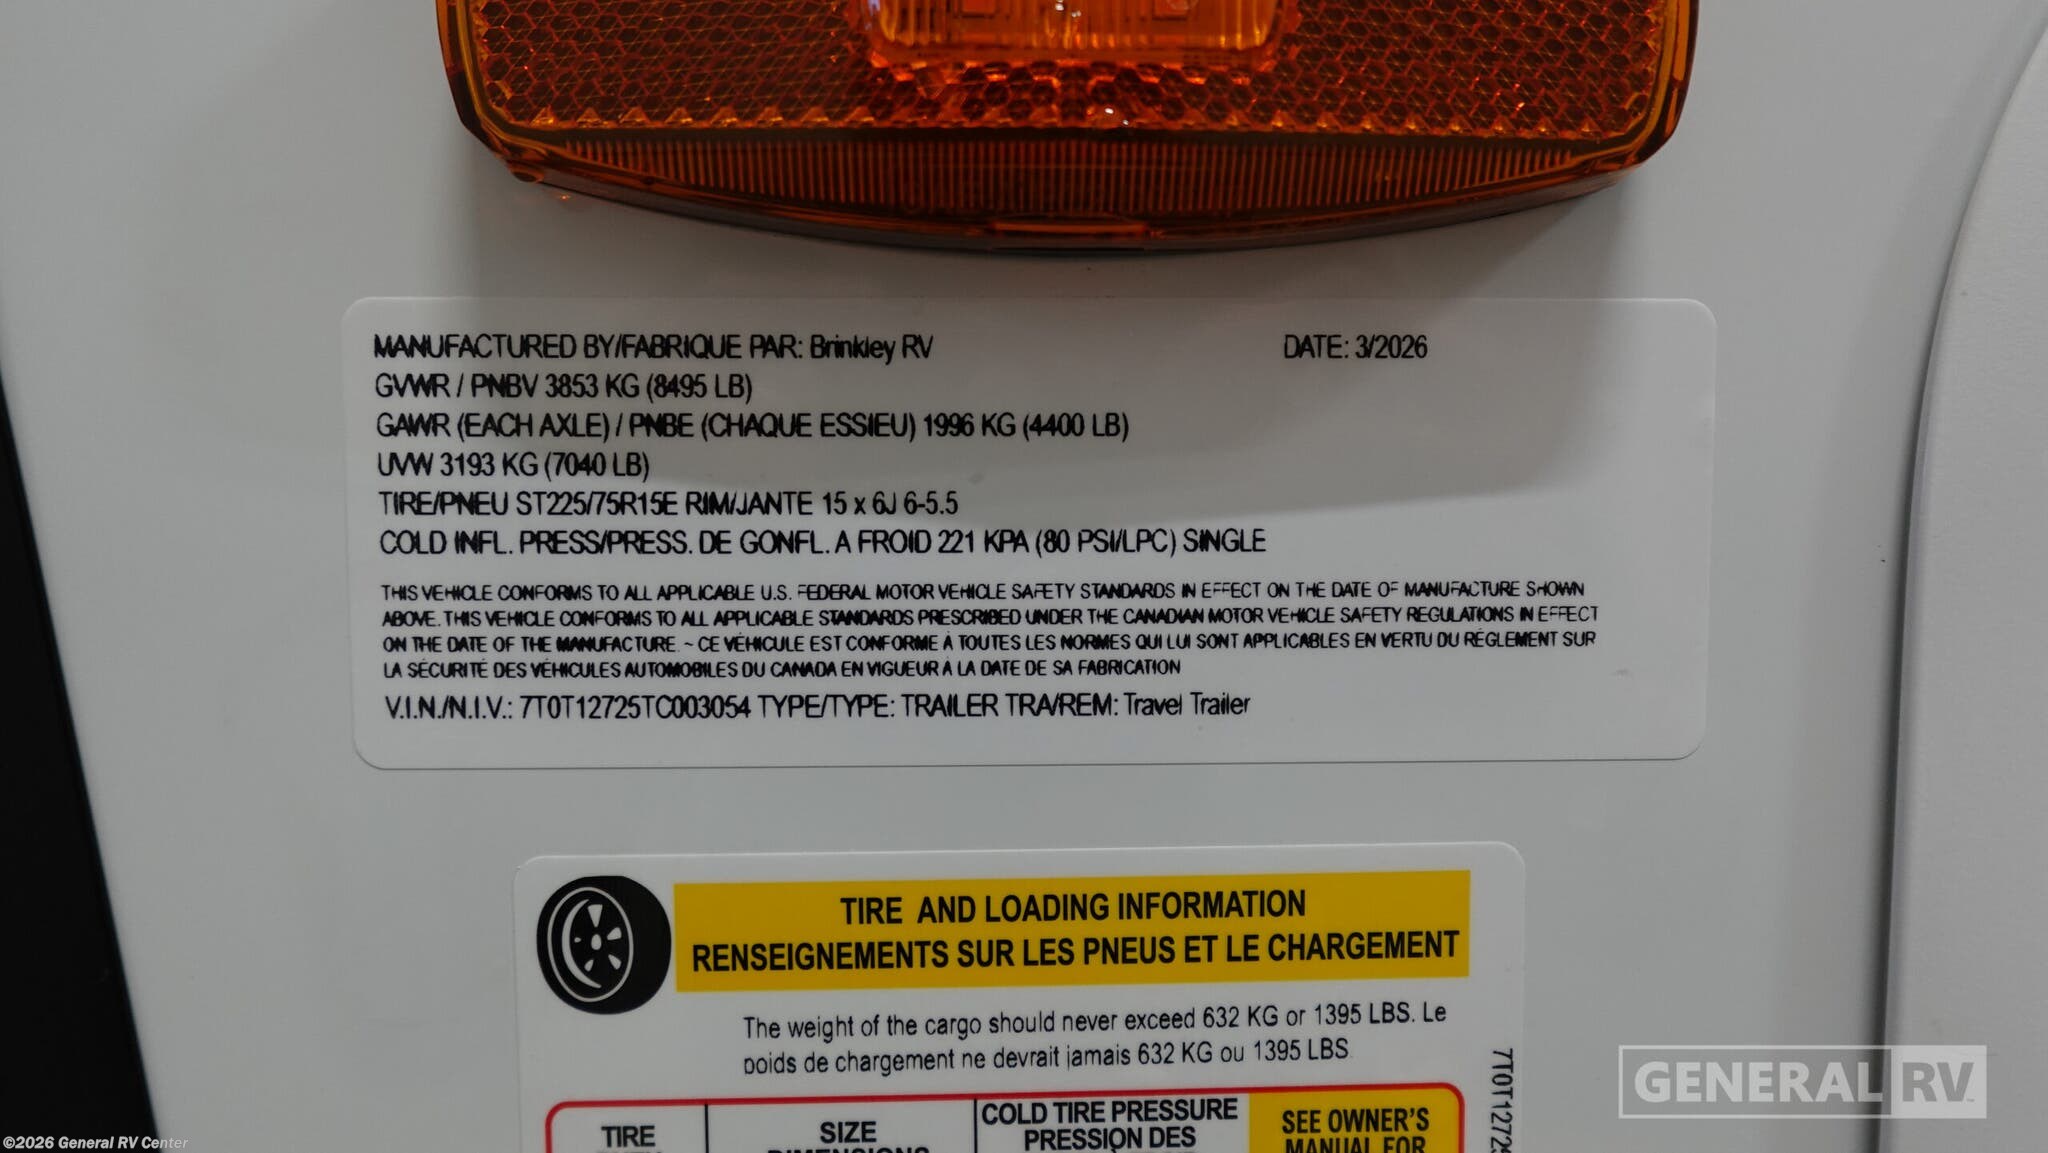 MANUFACTURED BY/FABRIQUE PAR: Brinkley RV DATE: 3/2026
GVWR / PNBV 3853 KG (8495 LB)
GAWR (EACH AXLE) / PNBE (CHAQUE ESSIEU) 1996 KG (4400 LB)
UVW 3193 KG (7040 LB)
TIRE/PNEU ST225/75R15E RIM/JANTE 15 x 6J 6-5.5
COLD INFL. PRESS/PRESS. DE GONFL. A FROID 221 KPA (80 PSI/LPC) SINGLE
THIS VEHICLE CONFORMS TO ALL APPLICABLE U.S. FEDERAL MOTOR VEHICLE SAFETY STANDARDS IN EFFECT ON THE DATE OF MANUFACTURE SHOWN
ABOVE. THIS VEHICLE CONFORMS TO ALL APPLICABLE STANDARDS PRESCRIBED UNDER THE CANADIAN MOTOR VEHICLE SAFETY REGULATIONS IN EFFECT
ON THE DATE OF THE MANUFACTURE. ~ CE VÉHICULE EST CONFORME À TOUTES LES NORMES QUI LUI SONT APPLICABLES EN VERTU DU RÉGLEMENT SUR
LA SÉCURITÉ DES VÉHICULES AUTOMOBILES DU CANADA EN VIGUEUR À LA DATE DE SA FABRICATION
V.I.N./N.I.V.: 7T0T12725TC003054 TYPE/TYPE: TRAILER TRA/REM: Travel Trailer
TIRE AND LOADING INFORMATION
RENSEIGNEMENTS SUR LES PNEUS ET LE CHARGEMENT
The weight of the cargo should never exceed 632 KG or 1395 LBS. Le
poids de chargement ne devrait jamais 632 KG ou 1395 LBS
TIRE
SIZE
DIMENSIONS
COLD TIRE PRESSURE
PRESSION DES
SEE OWNER'S
MANUAL FOR
7T0T12725
GENERAL RV
©2026 General RV Center